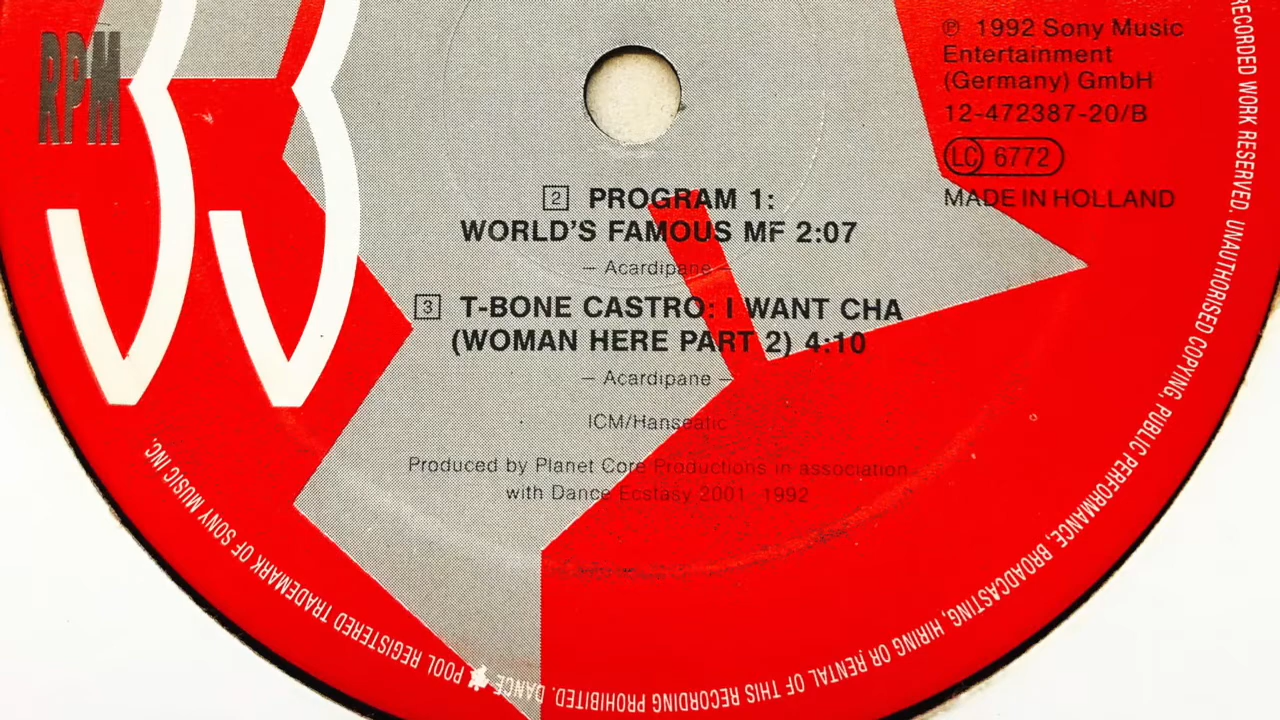 33
RPM
℗ 1992 Sony Music
Entertainment
(Germany) GmbH
12-472387-20/B
LC 6772
MADE IN HOLLAND
2 PROGRAM 1:
WORLD'S FAMOUS MF 2:07
– Acardipane –
3 T-BONE CASTRO: I WANT CHA
(WOMAN HERE PART 2) 4:10
– Acardipane –
ICM/Hanseatic
Produced by Planet Core Productions in association
with Dance Ecstasy 2001 1992
RECORDED WORK RESERVED. UNAUTHORISED COPYING, PUBLIC PERFORMANCE, BROADCASTING, HIRING OR RENTAL OF THIS RECORDING PROHIBITED. DANCE POOL REGISTERED TRADEMARK OF SONY MUSIC INC.